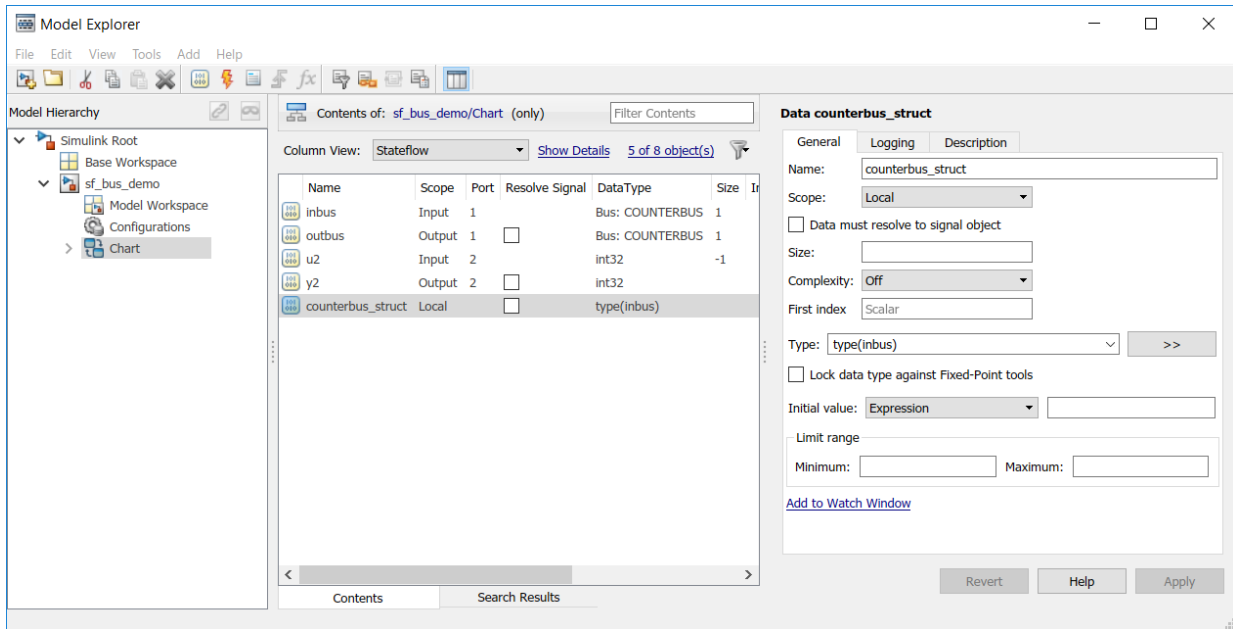 Model Explorer
File Edit View Tools Add Help
fx
Model Hierarchy
Simulink Root
Base Workspace
sf_bus_demo
Model Workspace
Configurations
Chart
Contents of: sf_bus_demo/Chart (only) Filter Contents
Column View: Stateflow Show Details 5 of 8 object(s)
Name Scope Port Resolve Signal DataType Size Ir
inbus Input 1 Bus: COUNTERBUS 1
outbus Output 1 Bus: COUNTERBUS 1
u2 Input 2 int32 -1
y2 Output 2 int32
counterbus_struct Local type(inbus)
Contents Search Results
Data counterbus_struct
General Logging Description
Name: counterbus_struct
Scope: Local
Data must resolve to signal object
Size:
Complexity: Off
First index Scalar
Type: type(inbus) >>
Lock data type against Fixed-Point tools
Initial value: Expression
Limit range
Minimum: Maximum:
Add to Watch Window
Revert Help Apply